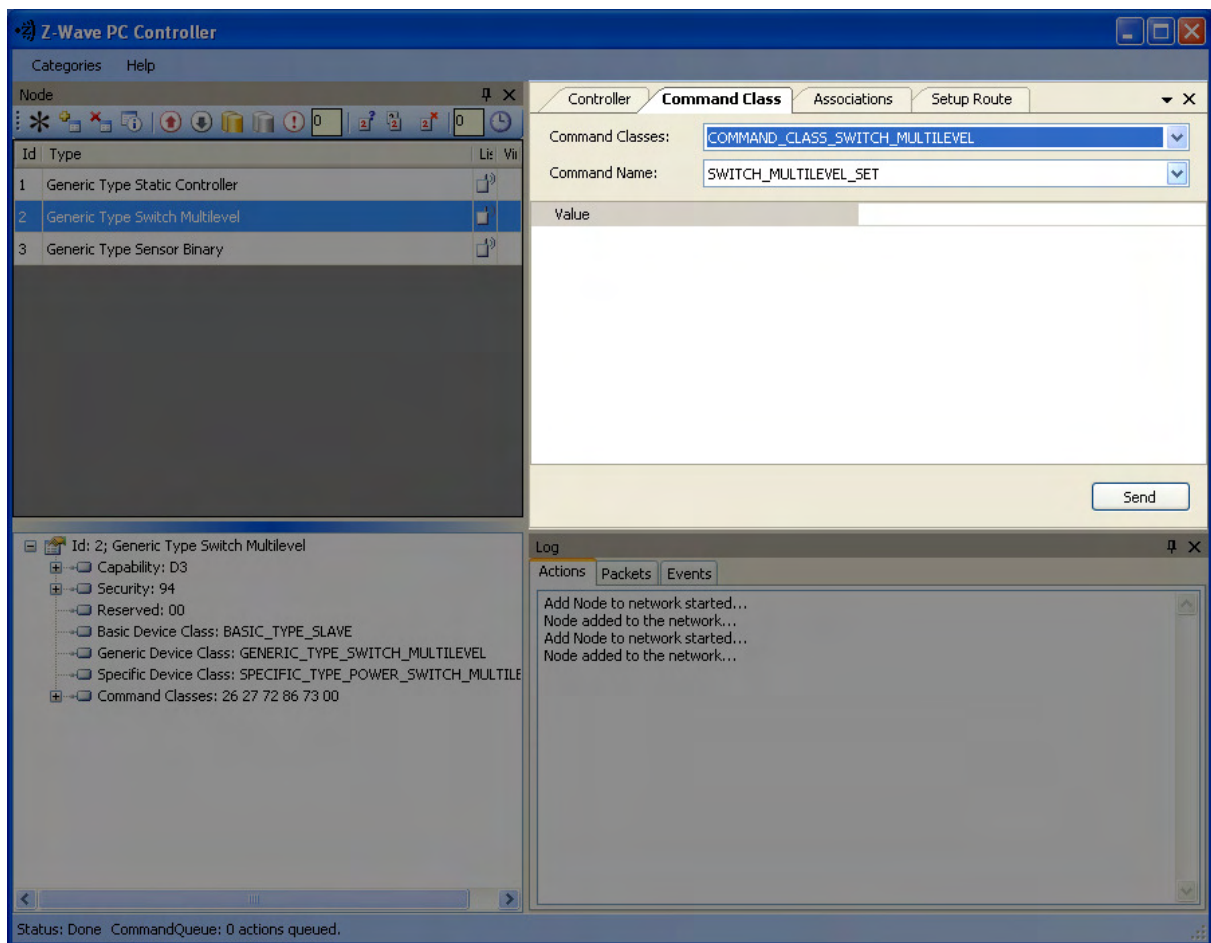 Z-Wave PC Controller
Categories Help
Node
0 0
Id Type Lis Vir
1 Generic Type Static Controller
2 Generic Type Switch Multilevel
3 Generic Type Sensor Binary
Controller Command Class Associations Setup Route
Command Classes: COMMAND_CLASS_SWITCH_MULTILEVEL
Command Name: SWITCH_MULTILEVEL_SET
Value
Send
Id: 2; Generic Type Switch Multilevel
Capability: D3
Security: 94
Reserved: 00
Basic Device Class: BASIC_TYPE_SLAVE
Generic Device Class: GENERIC_TYPE_SWITCH_MULTILEVEL
Specific Device Class: SPECIFIC_TYPE_POWER_SWITCH_MULTILE
Command Classes: 26 27 72 86 73 00
Log
Actions Packets Events
Add Node to network started...
Node added to the network...
Add Node to network started...
Node added to the network...
Status: Done CommandQueue: 0 actions queued.